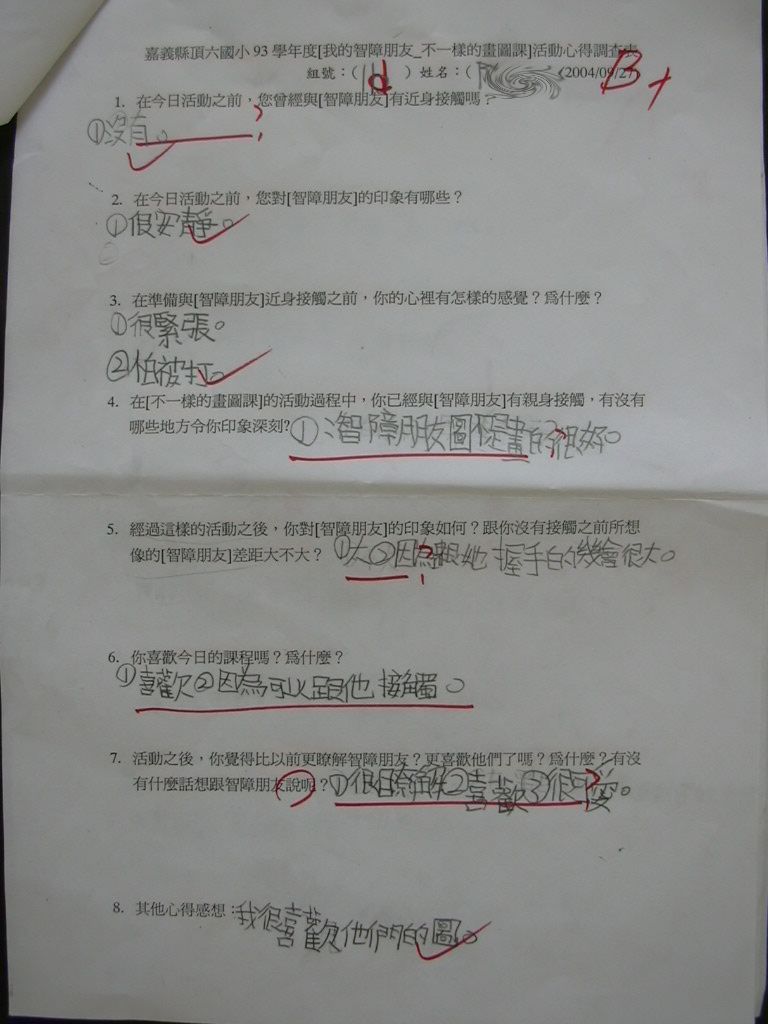 嘉義縣頂六國小93學年度[我的智障朋友_不一樣的畫圖課]活動心得調查表
組號：( d ) 姓名：( (2004/09/27)
B+
1. 在今日活動之前，您曾經與[智障朋友]有近身接觸嗎？
①沒有。
2. 在今日活動之前，您對[智障朋友]的印象有哪些？
①很安靜。
3. 在準備與[智障朋友]近身接觸之前，你的心裡有怎樣的感覺？為什麼？
①很緊張。
②怕被打。
4. 在[不一樣的畫圖課]的活動過程中，你已經與[智障朋友]有親身接觸，有沒有
哪些地方令你印象深刻? ① 智障朋友圖 畫的很好。
5. 經過這樣的活動之後，你對[智障朋友]的印象如何？跟你沒有接觸之前所想
像的[智障朋友]差距大不大？ ①大②因為跟她握手的機會很大。
6. 你喜歡今日的課程嗎？為什麼？
①喜歡②因為可以跟他接觸。
7. 活動之後，你覺得比以前更瞭解智障朋友？更喜歡他們了嗎？為什麼？有沒
有什麼話想跟智障朋友說呢？ ①很瞭解②喜歡③很可愛。
8. 其他心得感想：我很喜歡他們的圖。